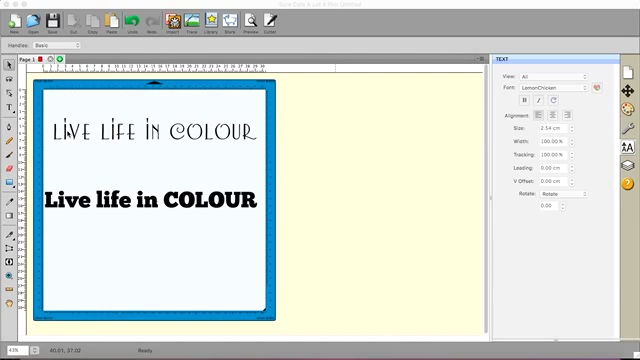 Sure Cuts A Lot 5 Pro: Untitled
New
Open
Save
Cut
Copy
Paste
Undo
Redo
Import
Trace
Library
Store
Preview
Cutter
Handles: Basic
Page 1
LIVE LIFE IN COLOUR
Live life in COLOUR
TEXT
View: All
Font: LemonChicken
B I
Alignment:
Size: 2.54 cm
Width: 100.00 %
Tracking: 100.00 %
Leading: 0.00 cm
V Offset: 0.00 cm
Rotate: Rotate
0.00
43%
40.01, 37.02
Ready